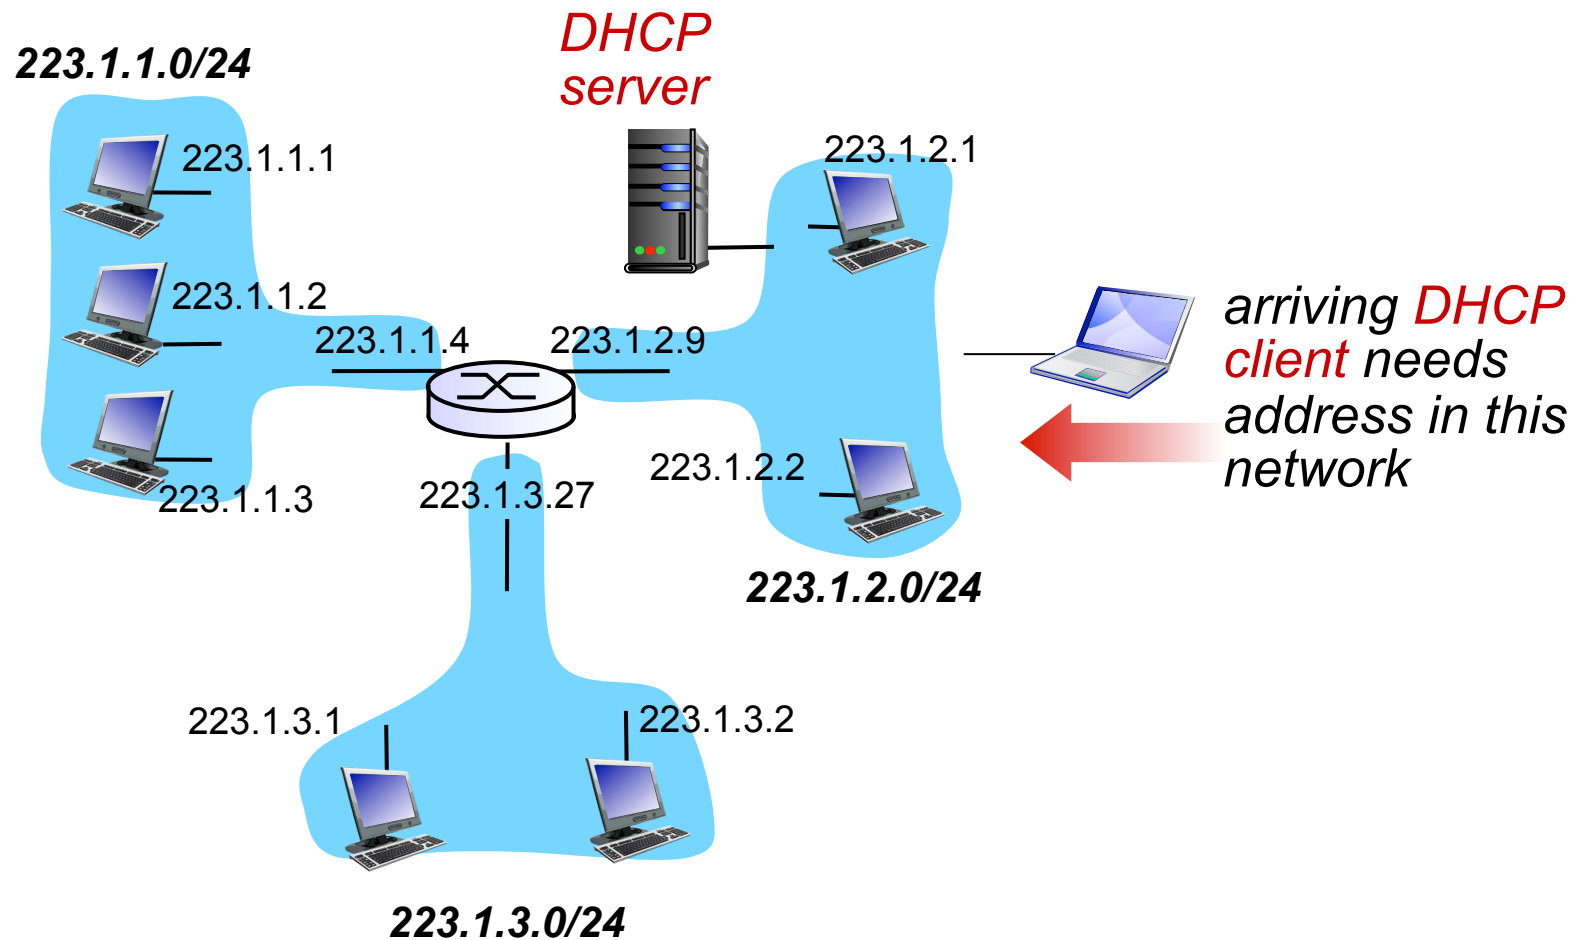 DHCP
server
223.1.1.0/24
223.1.1.1
223.1.2.1
223.1.1.2
arriving DHCP
client needs
address in this
network
223.1.1.4
223.1.2.9
223.1.2.2
223.1.1.3
223.1.3.27
223.1.2.0/24
223.1.3.1
223.1.3.2
223.1.3.0/24